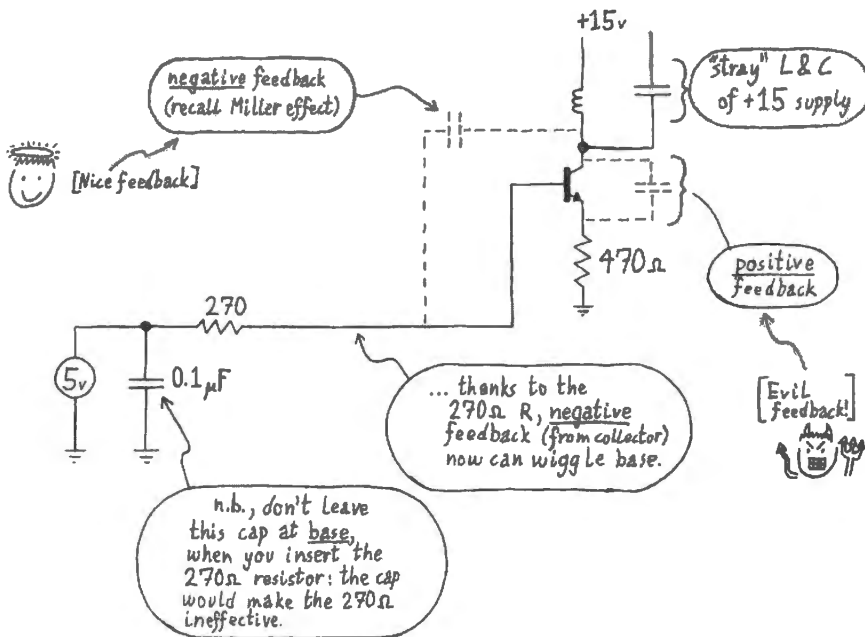 +15v
negative feedback
(recall Miller effect)
"stray" L & C
of +15 supply
[Nice feedback]
470Ω
positive
feedback
270
5v
0.1μF
... thanks to the
270Ω R, negative
feedback (from collector)
now can wiggle base.
[Evil
feedback!]
n.b., don't leave
this cap at base,
when you insert the
270Ω resistor: the cap
would make the 270Ω
ineffective.